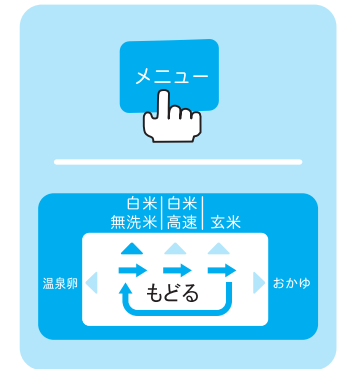 メニュー
白米 白米
無洗米 高速 玄米
温泉卵 おかゆ
もどる